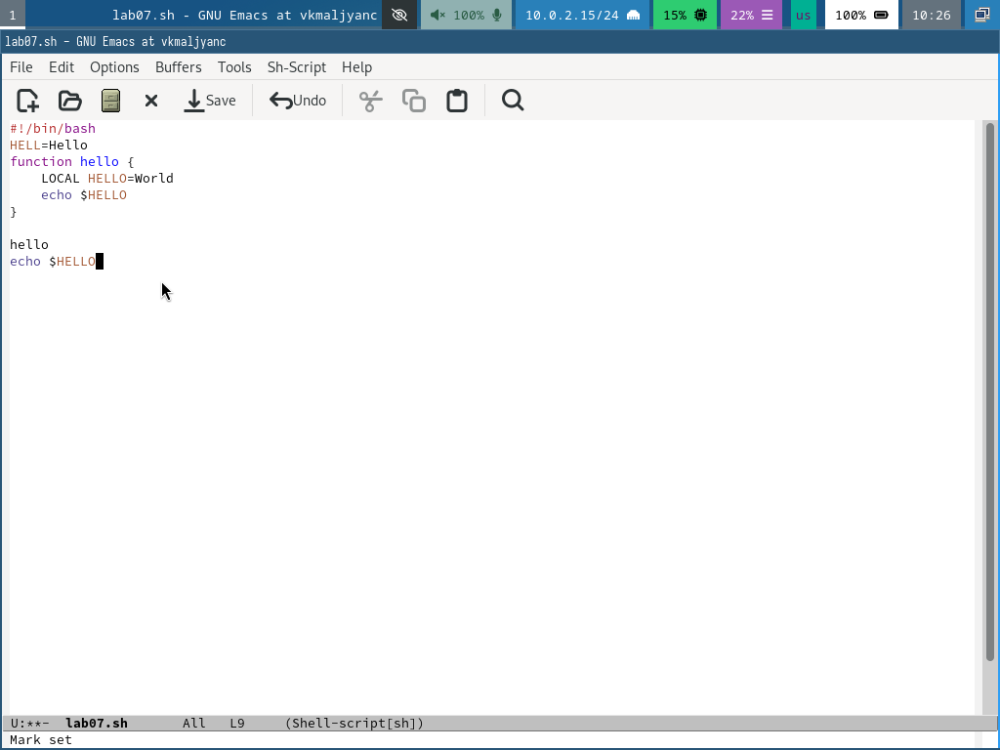 1 lab07.sh - GNU Emacs at vkmaljyanc 100% 10.0.2.15/24 15% 22% us 100% 10:26
lab07.sh - GNU Emacs at vkmaljyanc
File Edit Options Buffers Tools Sh-Script Help
Save Undo
#!/bin/bash
HELL=Hello
function hello {
    LOCAL HELLO=World
    echo $HELLO
}
hello
echo $HELLO
U:**- lab07.sh All L9 (Shell-script[sh])
Mark set